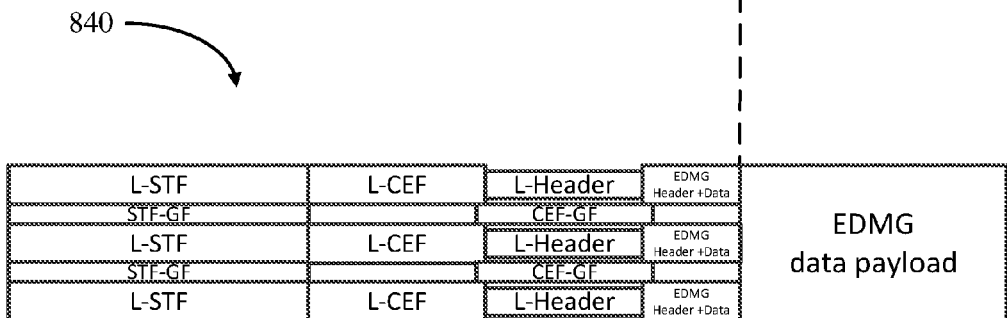 840
L-STF L-CEF L-Header EDMG
Header +Data
STF-GF CEF-GF
L-STF L-CEF L-Header EDMG
Header +Data
STF-GF CEF-GF
L-STF L-CEF L-Header EDMG
Header +Data
EDMG
data payload